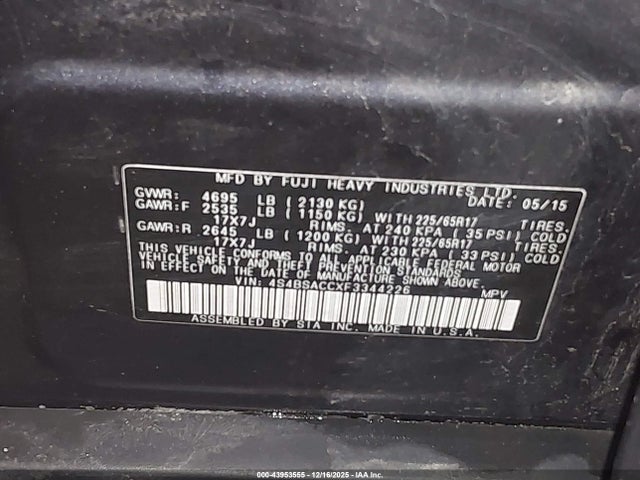 MFD BY FUJI HEAVY INDUSTRIES LTD.
GVWR: 4695 LB ( 2130 KG) DATE: 05/15
GAWR:F 2535 LB ( 1150 KG) WITH 225/65R17 TIRES.
17X7J RIMS. AT 240 KPA ( 35 PSI) COLD
GAWR:R 2645 LB ( 1200 KG) WITH 225/65R17 TIRES.
17X7J RIMS. AT 230 KPA ( 33 PSI) COLD
THIS VEHICLE CONFORMS TO ALL APPLICABLE FEDERAL MOTOR
VEHICLE SAFETY AND THEFT PREVENTION STANDARDS
IN EFFECT ON THE DATE OF MANUFACTURE SHOWN ABOVE.
VIN: 4S4BSACCXF3344226 MPV
ASSEMBLED BY SIA INC. MADE IN U.S.A.
00-43953555 - 12/16/2025 - IAA Inc.